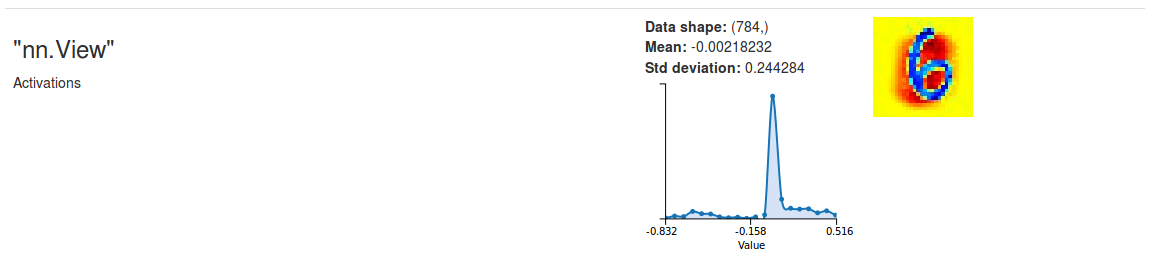 "nn.View"
Activations
Data shape: (784,)
Mean: -0.00218232
Std deviation: 0.244284
-0.832 -0.158 0.516
Value
6